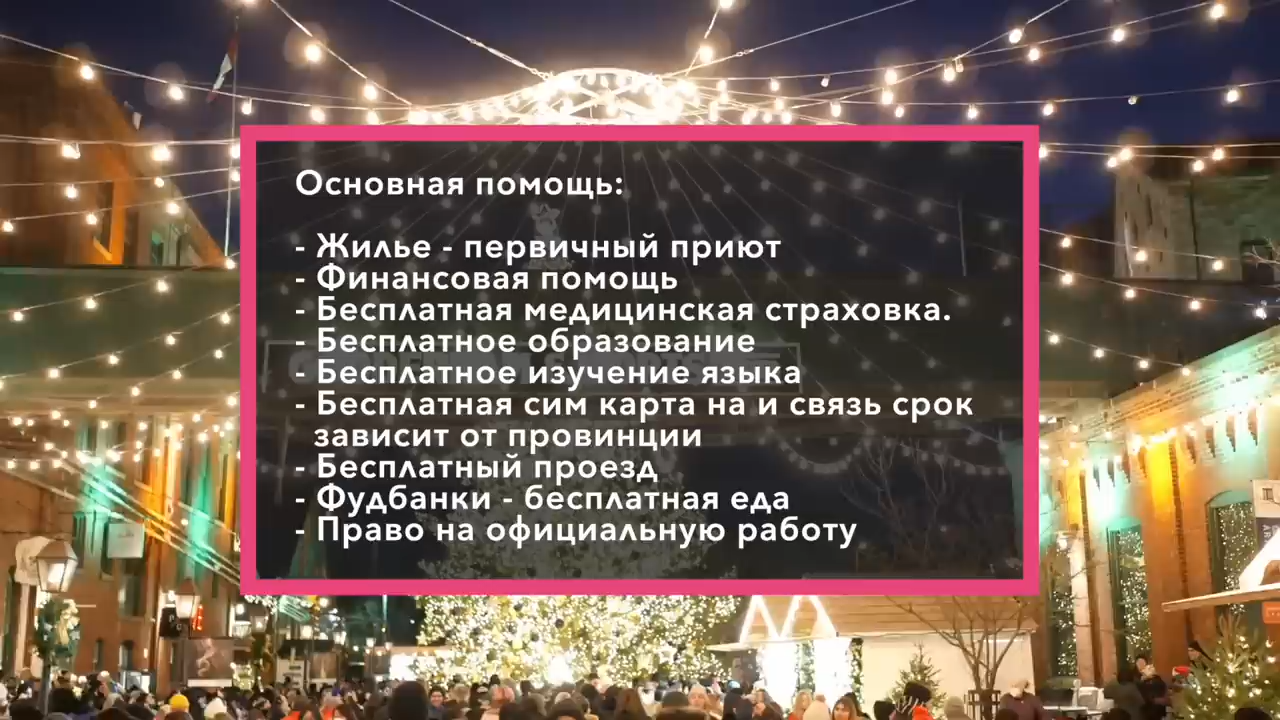 Основная помощь:
- Жилье - первичный приют
- Финансовая помощь
- Бесплатная медицинская страховка.
- Бесплатное образование
- Бесплатное изучение языка
- Бесплатная сим карта на и связь срок
зависит от провинции
- Бесплатный проезд
- Фудбанки - бесплатная еда
- Право на официальную работу